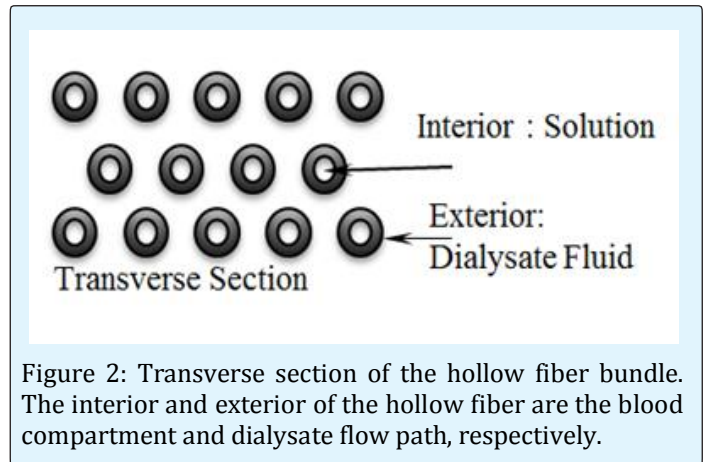 Interior : Solution
Exterior:
Dialysate Fluid
Transverse Section
Figure 2: Transverse section of the hollow fiber bundle.
The interior and exterior of the hollow fiber are the blood
compartment and dialysate flow path, respectively.